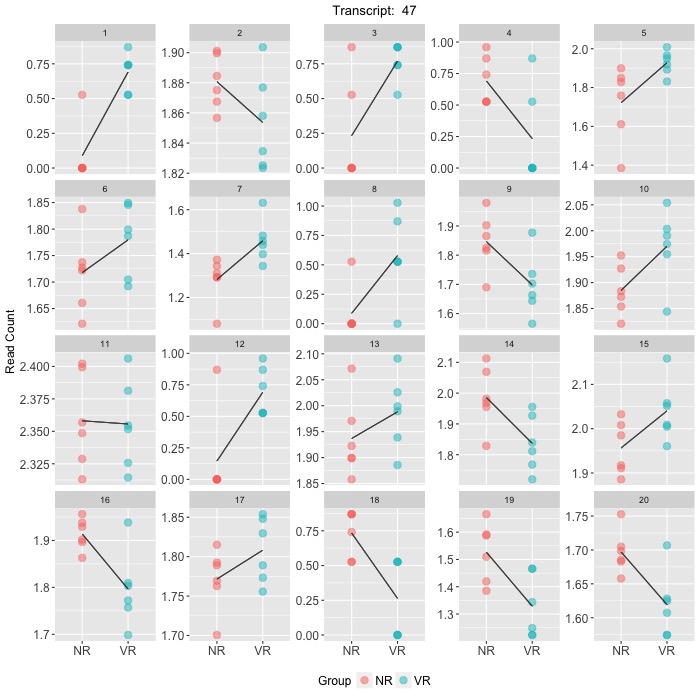 Transcript: 47
Read Count
1 2 3 4 5
0.75 0.50 0.25 0.00
1.90 1.88 1.86 1.84 1.82
0.75 0.50 0.25 0.00
1.00 0.75 0.50 0.25 0.00
2.0 1.8 1.6 1.4
6 7 8 9 10
1.85 1.80 1.75 1.70 1.65
1.6 1.4 1.2
1.00 0.75 0.50 0.25 0.00
1.9 1.8 1.7 1.6
2.05 2.00 1.95 1.90 1.85
11 12 13 14 15
2.400 2.375 2.350 2.325
1.00 0.75 0.50 0.25 0.00
2.10 2.05 2.00 1.95 1.90 1.85
2.1 2.0 1.9 1.8
2.1 2.0 1.9
16 17 18 19 20
1.9 1.8 1.7
1.85 1.80 1.75 1.70
0.75 0.50 0.25 0.00
1.6 1.5 1.4 1.3
1.75 1.70 1.65 1.60
NR VR NR VR NR VR NR VR NR VR
Group NR VR